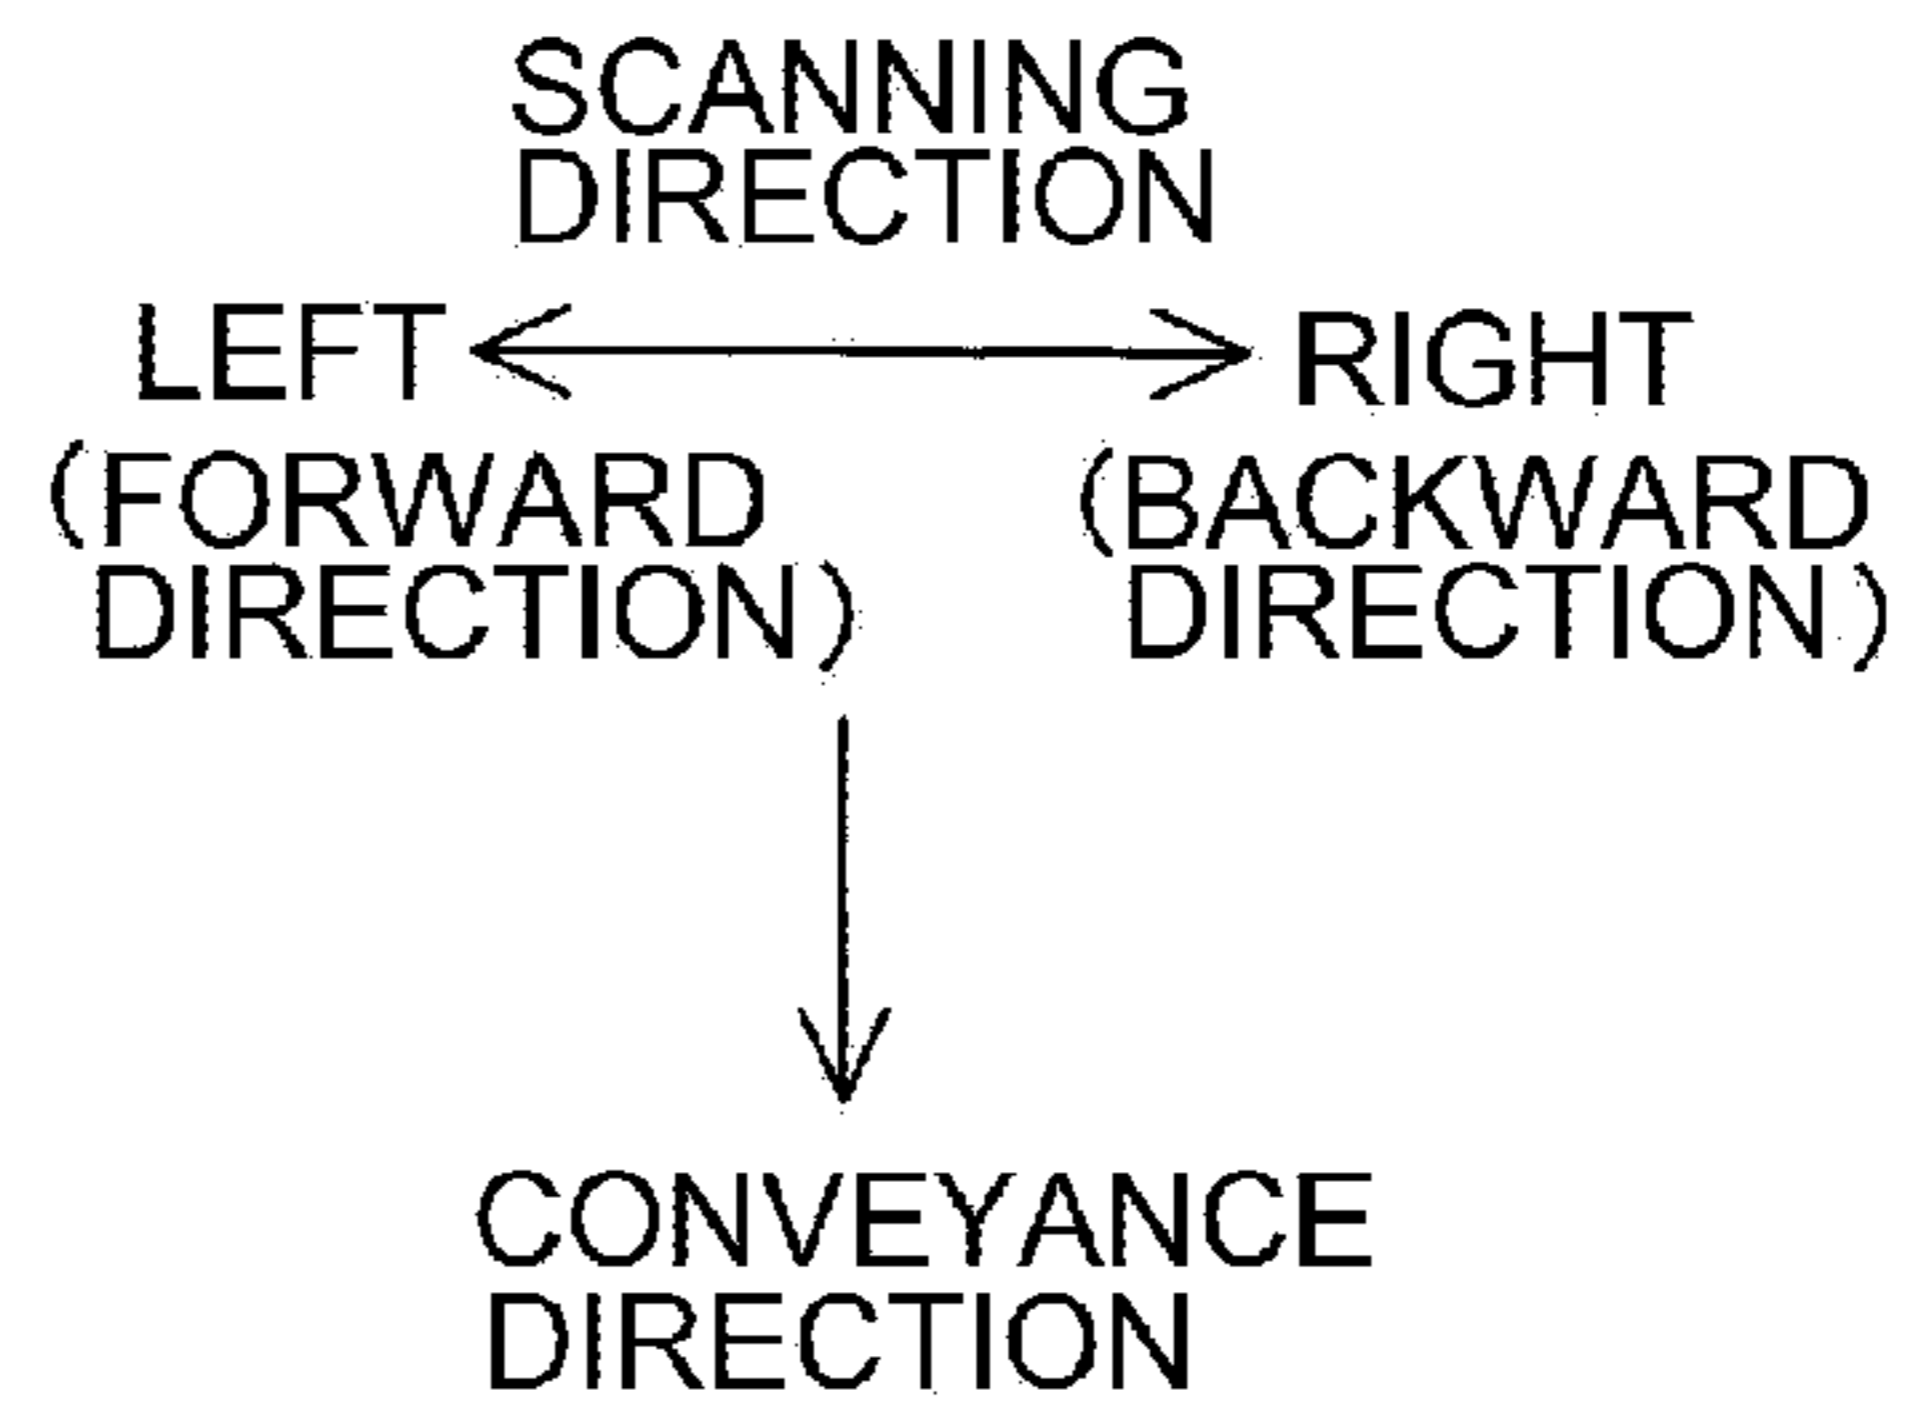 SCANNING
DIRECTION
LEFT
RIGHT
(FORWARD
DIRECTION)
(BACKWARD
DIRECTION)
CONVEYANCE
DIRECTION